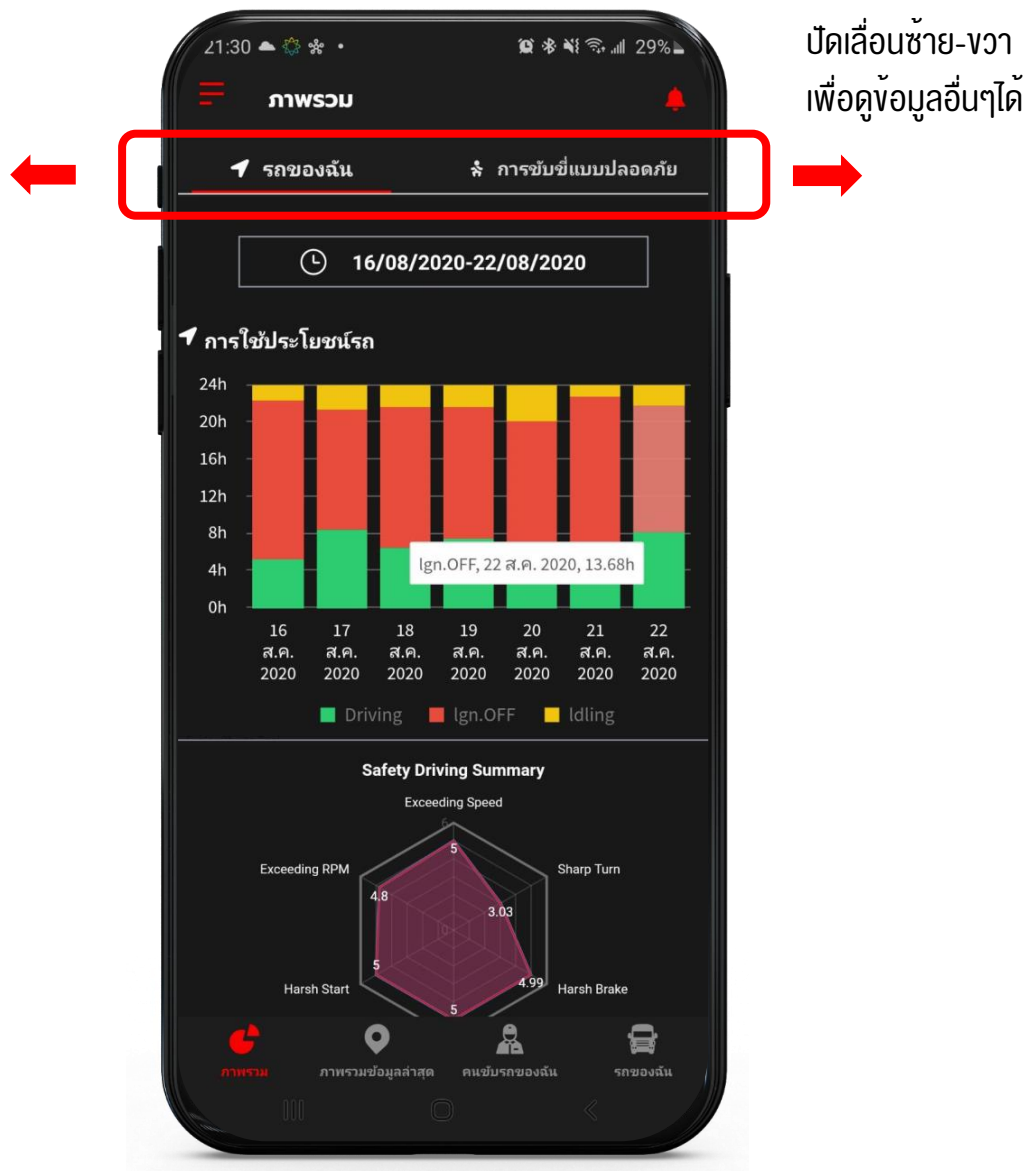 21:30
29%
ปัดเลื่อนซ้าย-ขวา
เพื่อดูข้อมูลอื่นๆได้
ภาพรวม
รถของฉัน
การขับขี่แบบปลอดภัย
16/08/2020-22/08/2020
การใช้ประโยชน์รถ
24h
20h
16h
12h
8h
4h
0h
Ign.OFF, 22 ส.ค. 2020, 13.68h
16 ส.ค. 2020
17 ส.ค. 2020
18 ส.ค. 2020
19 ส.ค. 2020
20 ส.ค. 2020
21 ส.ค. 2020
22 ส.ค. 2020
Driving
Ign.OFF
Idling
Safety Driving Summary
Exceeding Speed
6
5
Exceeding RPM
Sharp Turn
4.8
3.03
0
5
4.99
Harsh Start
Harsh Brake
5
ภาพรวม
ภาพรวมข้อมูลล่าสุด
คนขับรถของฉัน
รถของฉัน